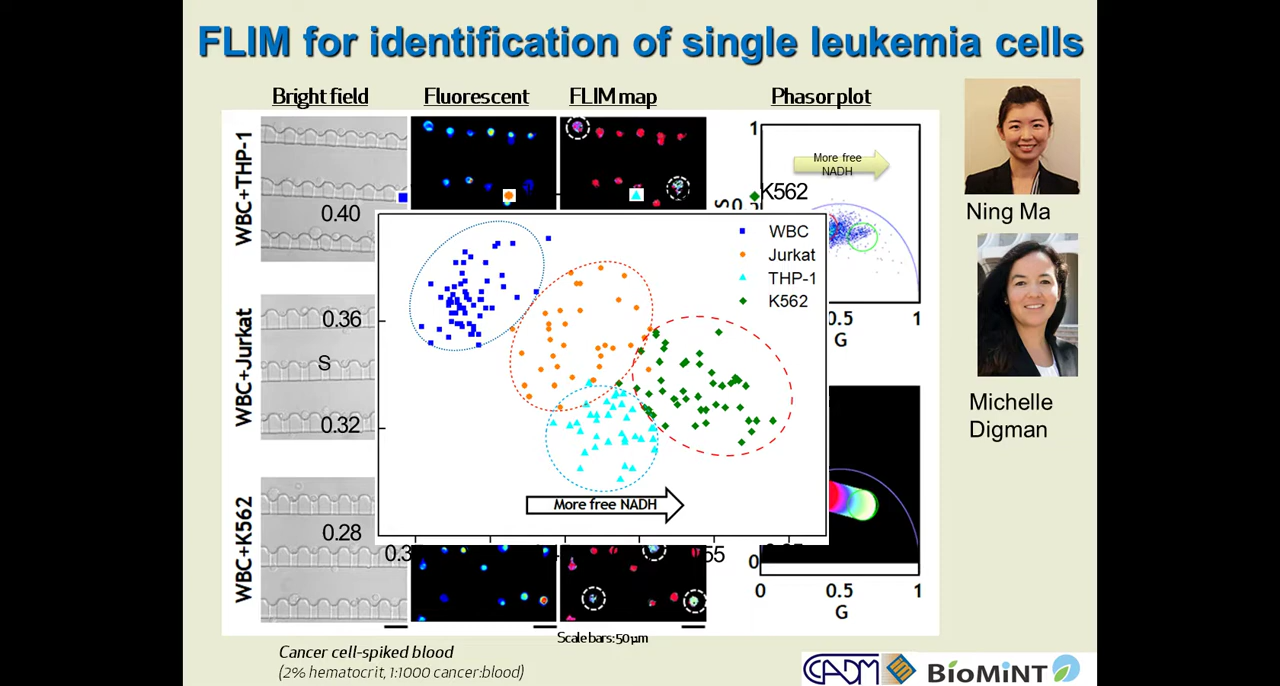 FLIM for identification of single leukemia cells
Bright field
Fluorescent
FLIM map
Phasor plot
WBC+THP-1
WBC+Jurkat
WBC+K562
1
More free
NADH
0.5
1
G
0
0
0.5
1
G
K562
0.40
0.36
S
0.32
0.28
WBC
Jurkat
THP-1
K562
More free NADH
Scale bars: 50 µm
Cancer cell-spiked blood
(2% hematocrit, 1:1000 cancer:blood)
Ning Ma
Michelle
Digman
CADM
BioMiNT